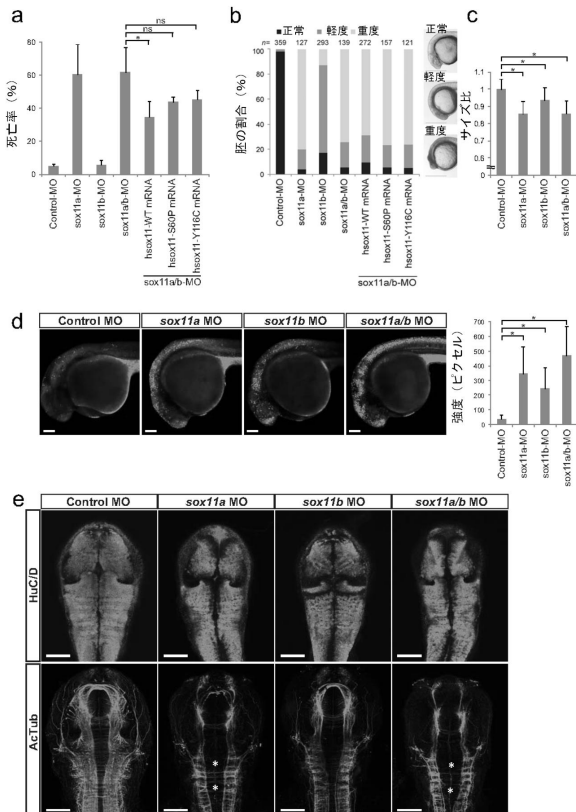 a
死亡率 (%)
80
60
40
20
0
ns
ns
*
Control-MO
sox11a-MO
sox11b-MO
sox11a/b-MO
hsox11-WT mRNA
hsox11-S60P mRNA
hsox11-Y116C mRNA
sox11a/b-MO
b
正常 軽度 重度
n= 359 127 293 139 272 157 121
胚の割合 (%)
100
80
60
40
20
0
Control-MO
sox11a-MO
sox11b-MO
sox11a/b-MO
hsox11-WT mRNA
hsox11-S60P mRNA
hsox11-Y116C mRNA
sox11a/b-MO
正常
軽度
重度
c
サイズ比
1.1
1
0.9
0.8
0.7
0.6
0
*
*
*
Control-MO
sox11a-MO
sox11b-MO
sox11a/b-MO
d
Control MO
sox11a MO
sox11b MO
sox11a/b MO
強度 (ピクセル)
700
600
500
400
300
200
100
0
*
*
*
Control-MO
sox11a-MO
sox11b-MO
sox11a/b-MO
e
Control MO
sox11a MO
sox11b MO
sox11a/b MO
HuC/D
AcTub
*
*
*
*